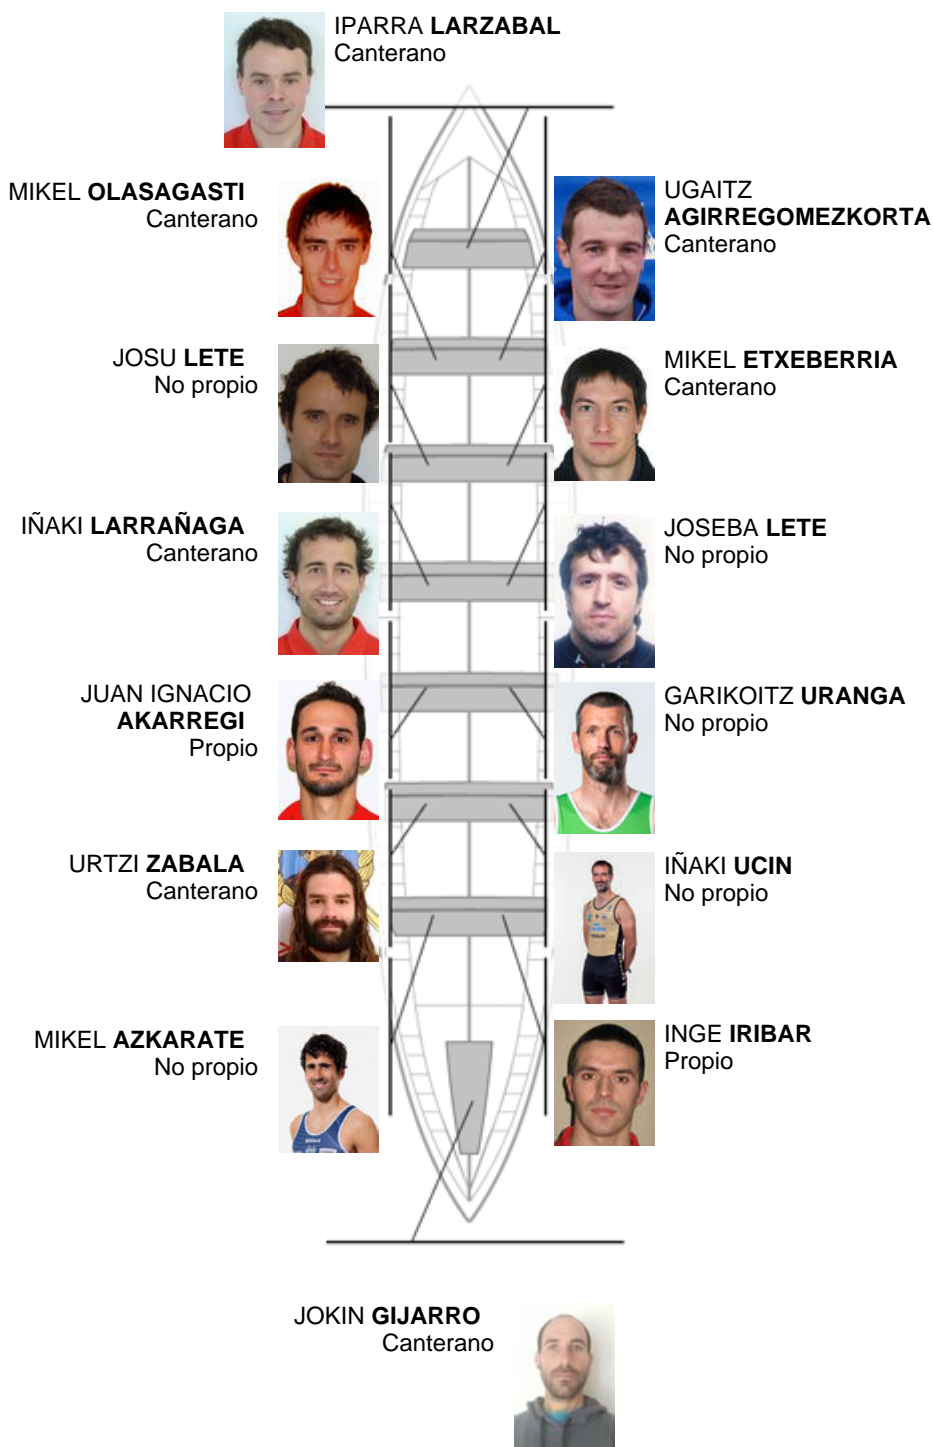 IPARRA LARZABAL
Canterano
MIKEL OLASAGASTI
Canterano
UGAITZ
AGIRREGOMEZKORTA
Canterano
JOSU LETE
No propio
MIKEL ETXEBERRIA
Canterano
IÑAKI LARRAÑAGA
Canterano
JOSEBA LETE
No propio
JUAN IGNACIO
AKARREGI
Propio
GARIKOITZ URANGA
No propio
URTZI ZABALA
Canterano
IÑAKI UCIN
No propio
MIKEL AZKARATE
No propio
INGE IRIBAR
Propio
JOKIN GIJARRO
Canterano